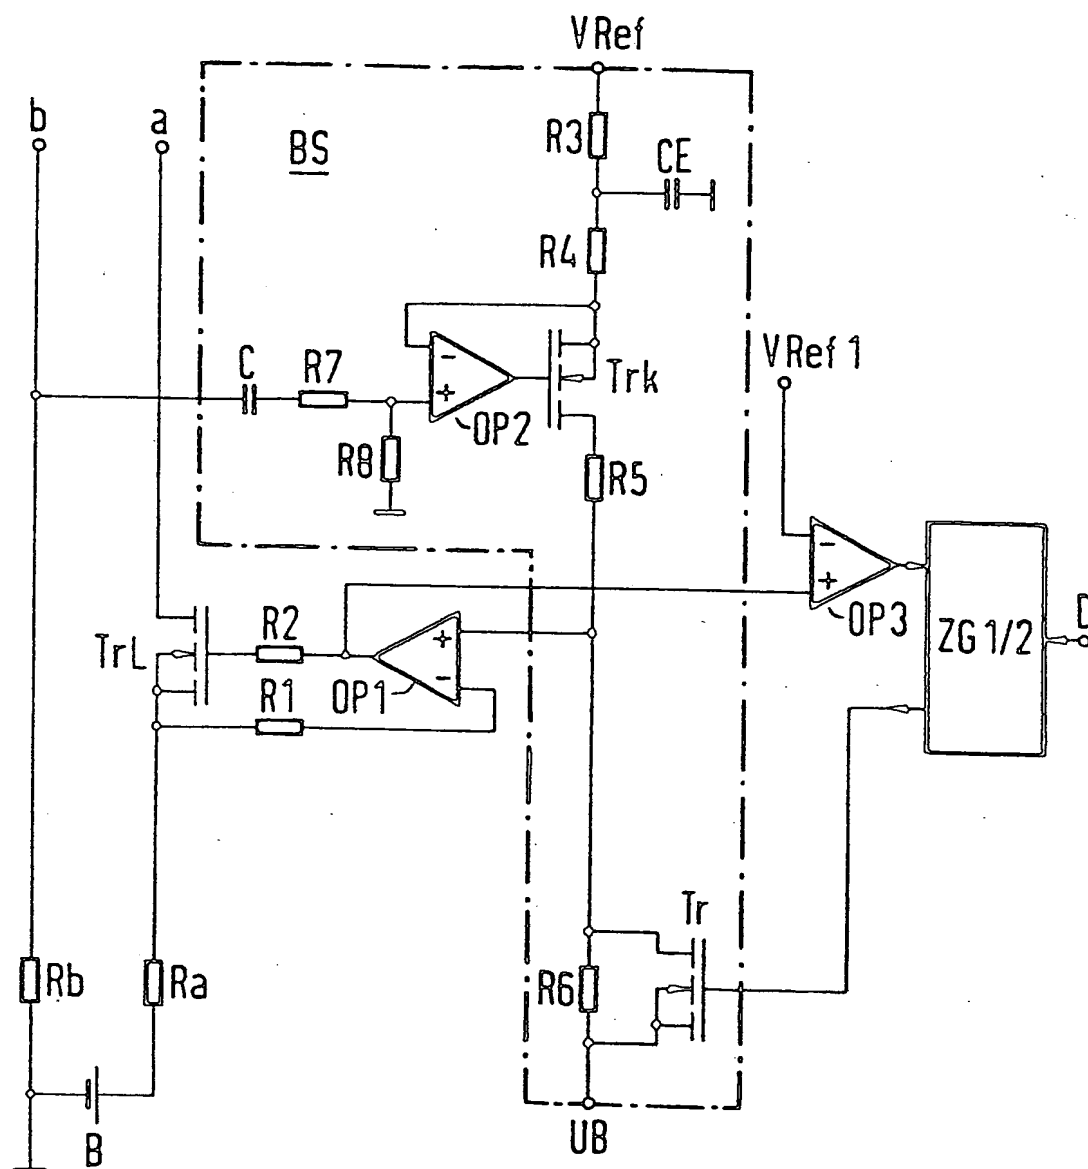 VRef
b
a
R3
BS
CE
R4
VRef 1
C
R7
Trk
-
+
OP2
R8
R5
-
+
OP3
D
ZG 1/2
R2
+
TrL
-
OP1
R1
Tr
Rb
Ra
R6
B
UB